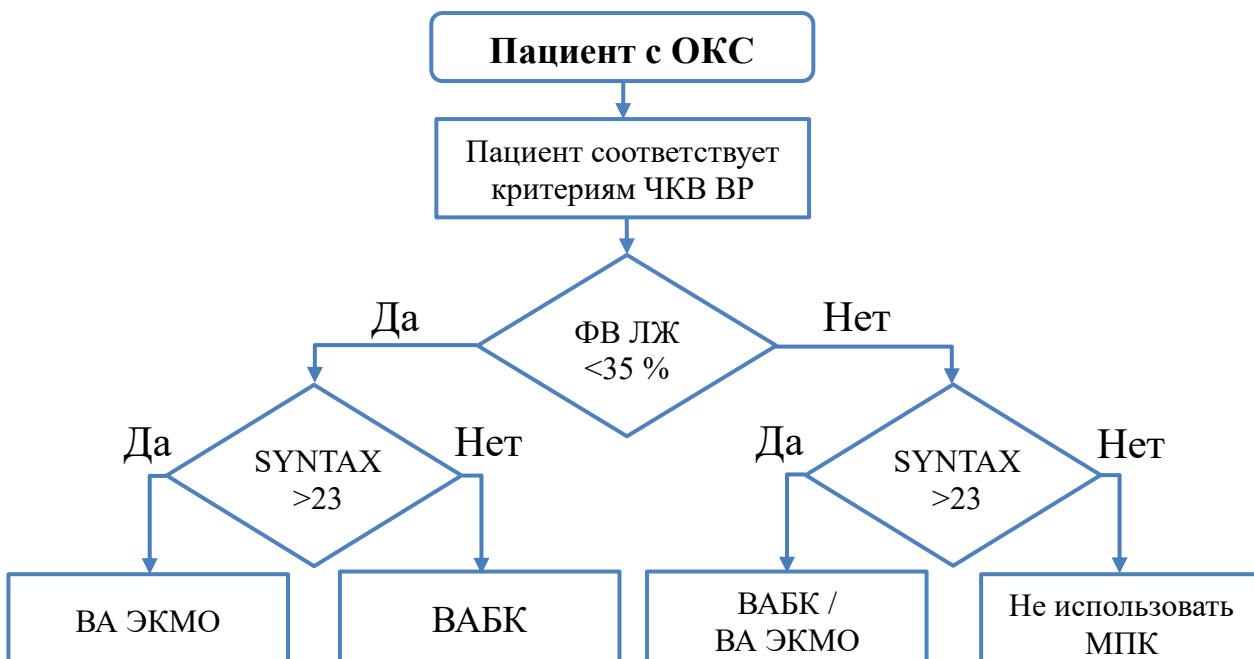 Пациент с ОКС
Пациент соответствует
критериям ЧКВ ВР
Да
Нет
ФВ ЛЖ
<35 %
Да
Нет
Да
Нет
SYNTAX
>23
SYNTAX
>23
ВА ЭКМО
ВАБК
ВАБК /
ВА ЭКМО
Не использовать
МПК